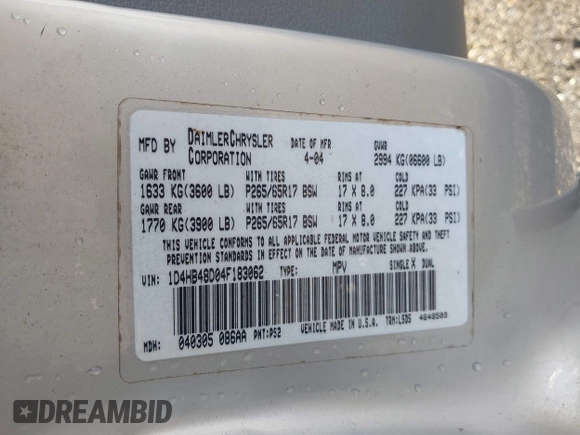 MFD BY DAIMLERCHRYSLER CORPORATION DATE OF MFR 4-04 GVWR 2994 KG(06600 LB)
GAWR FRONT WITH TIRES RIMS AT COLD
1633 KG(3600 LB) P265/65R17 BSW 17 X 8.0 227 KPA(33 PSI)
GAWR REAR WITH TIRES RIMS AT COLD
1770 KG(3900 LB) P265/65R17 BSW 17 X 8.0 227 KPA(33 PSI)
THIS VEHICLE CONFORMS TO ALL APPLICABLE FEDERAL MOTOR VEHICLE SAFETY AND THEFT
PREVENTION STANDARDS IN EFFECT ON THE DATE OF MANUFACTURE SHOWN ABOVE.
VIN: 1D4HB48D04F183062 TYPE: MPV SINGLE X DUAL
MDH: 040305 086AA PNT:PS2 VEHICLE MADE IN U.S.A. TRM:LSD5
DREAMBID